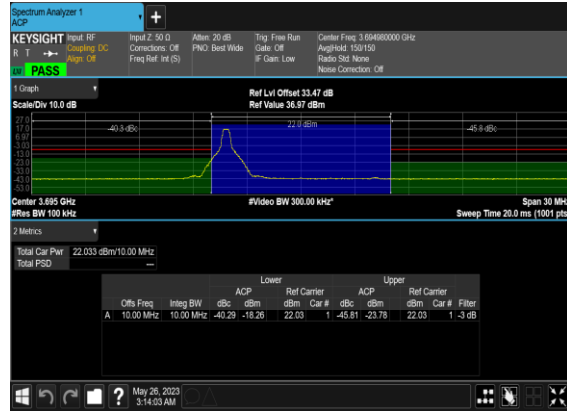 Spectrum Analyzer 1
ACP
KEYSIGHT
R T
Input: RF
Coupling: DC
Align: Off
Input Z: 50 Ω
Corrections: Off
Freq Ref: Int (S)
Atten: 20 dB
PNO: Best Wide
Trig: Free Run
Gate: Off
IF Gain: Low
Center Freq: 3.694980000 GHz
Avg|Hold: 150/150
Radio Std: None
Noise Correction: Off
LW PASS
1 Graph
Scale/Div 10.0 dB
Ref Lvl Offset 33.47 dB
Ref Value 36.97 dBm
27.0
17.0
6.97
-3.03
-13.0
-23.0
-33.0
-43.0
-53.0
-40.3 dBc
22.0 dBm
-45.8 dBc
Center 3.695 GHz
#Video BW 300.00 kHz*
Span 30 MHz
#Res BW 100 kHz
Sweep Time 20.0 ms (1001 pts
2 Metrics
Total Car Pwr 22.033 dBm/10.00 MHz
Total PSD ---
Lower Upper
ACP Ref Carrier ACP Ref Carrier
Offs Freq Integ BW dBc dBm dBm Car # dBc dBm dBm Car # Filter
A 10.00 MHz 10.00 MHz -40.29 -18.26 22.03 1 -45.81 -23.78 22.03 1 -3 dB
?
May 26, 2023
3:14:03 AM